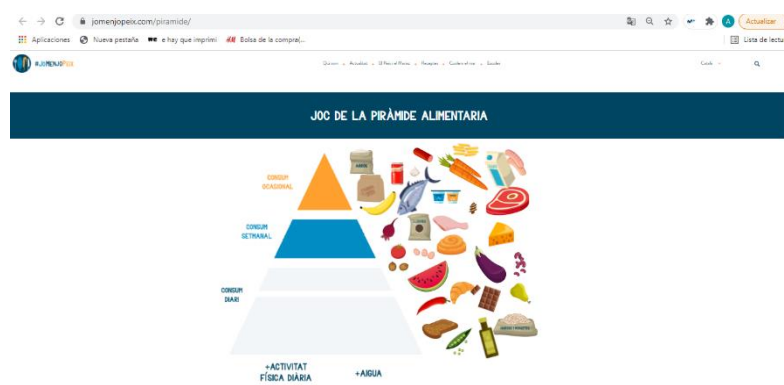 jomenjopeix.com/piramide/
Actualizar
Aplicaciones
Nueva pestaña
e hay que imprimi
Bolsa de la compra(...
Lista de lectu
#JOMENJOPEIX
JOC DE LA PIRÀMIDE ALIMENTARIA
CONSUM
OCASIONAL
CONSUM
SETMANAL
CONSUM
DIARI
+ACTIVITAT
FÍSICA DIÀRIA
+AIGUA